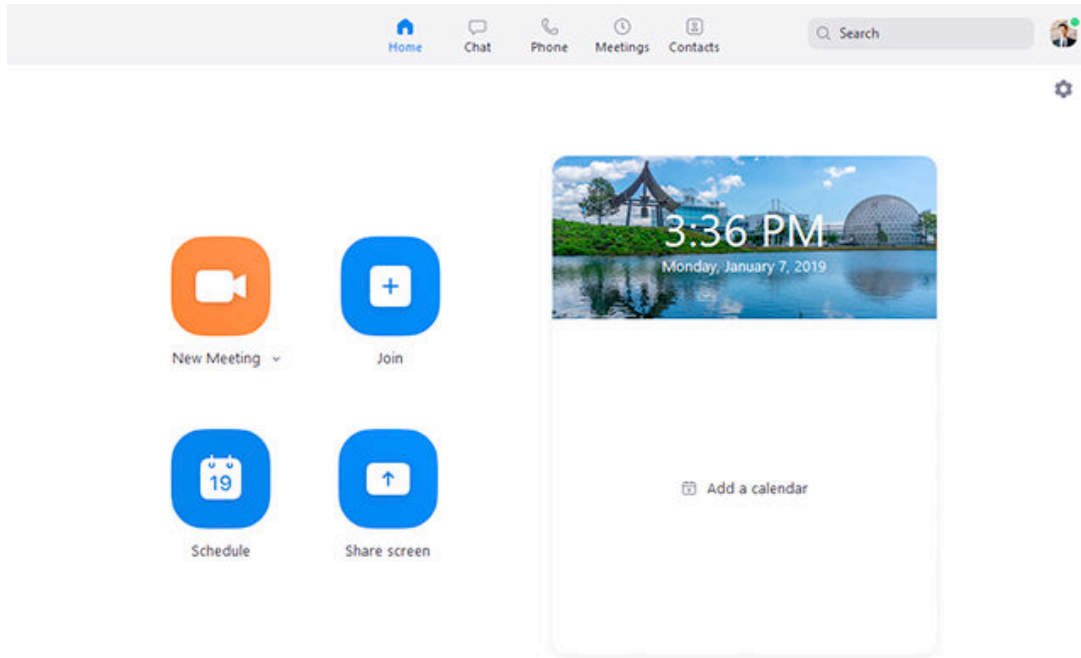 Home Chat Phone Meetings Contacts Search
3:36 PM
Monday, January 7, 2019
New Meeting Join
19
Schedule Share screen
Add a calendar